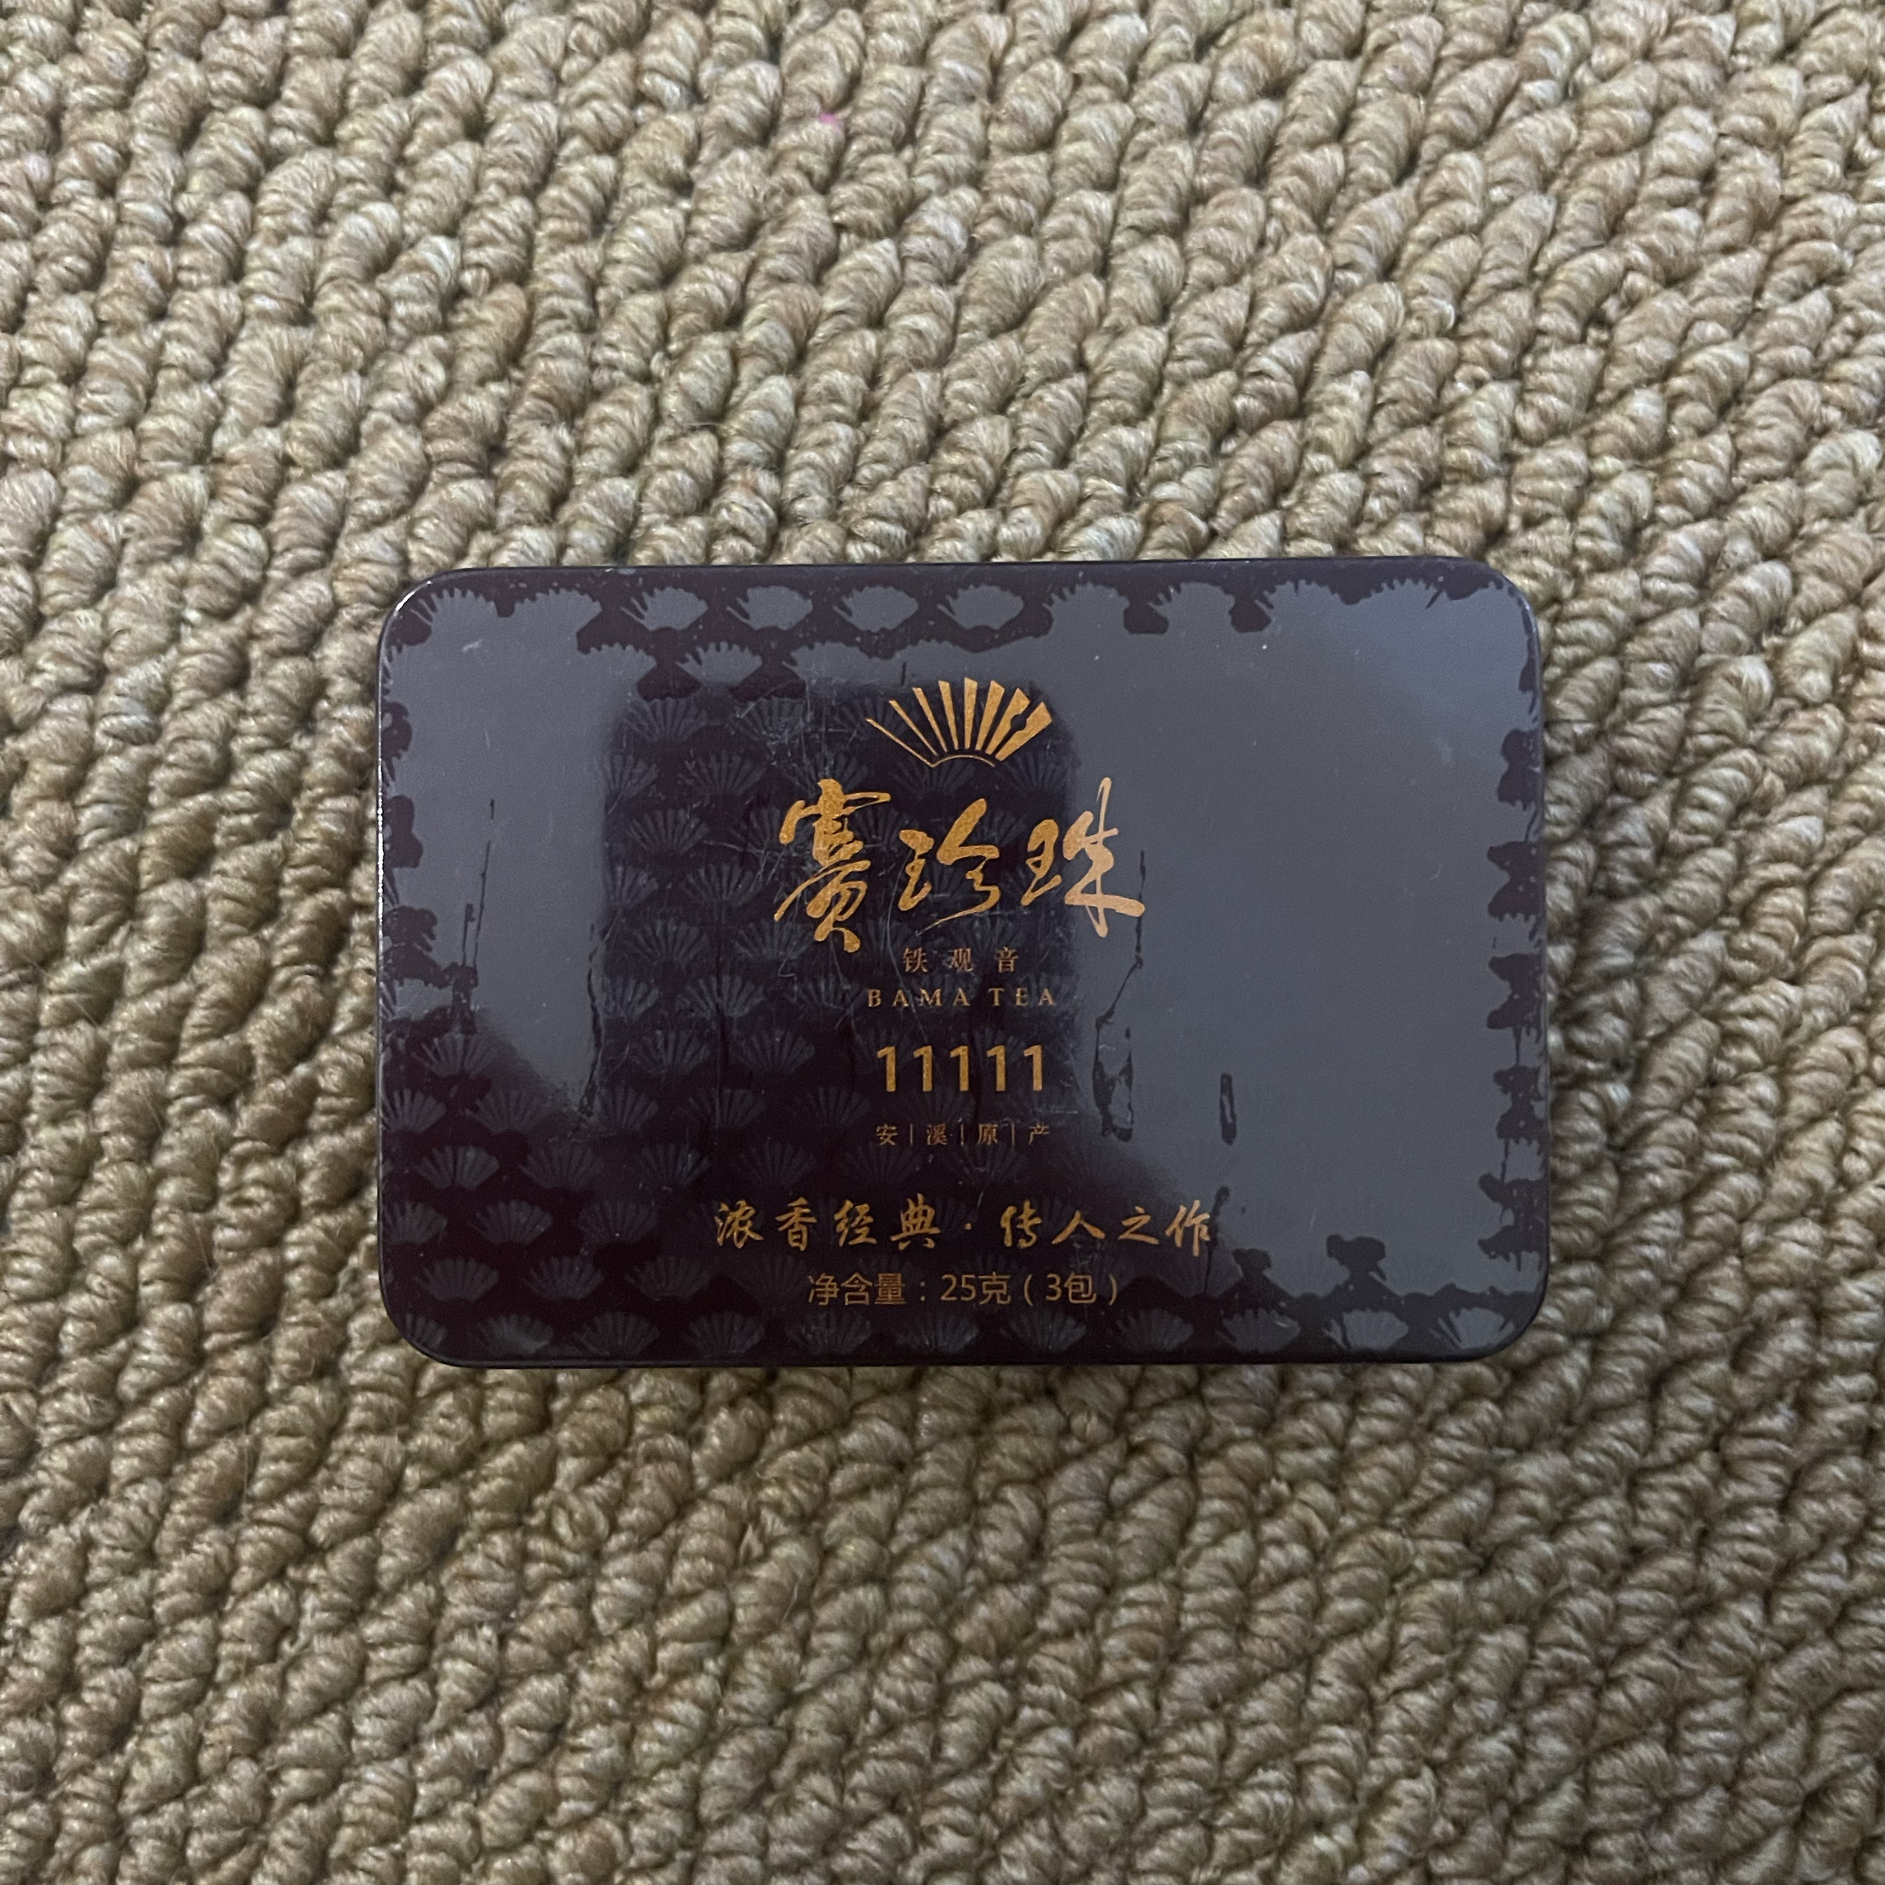 赛珍珠
铁观音
BAMA TEA
11111
安|溪|原|产
浓香经典·传人之作
净含量：25克（3包）